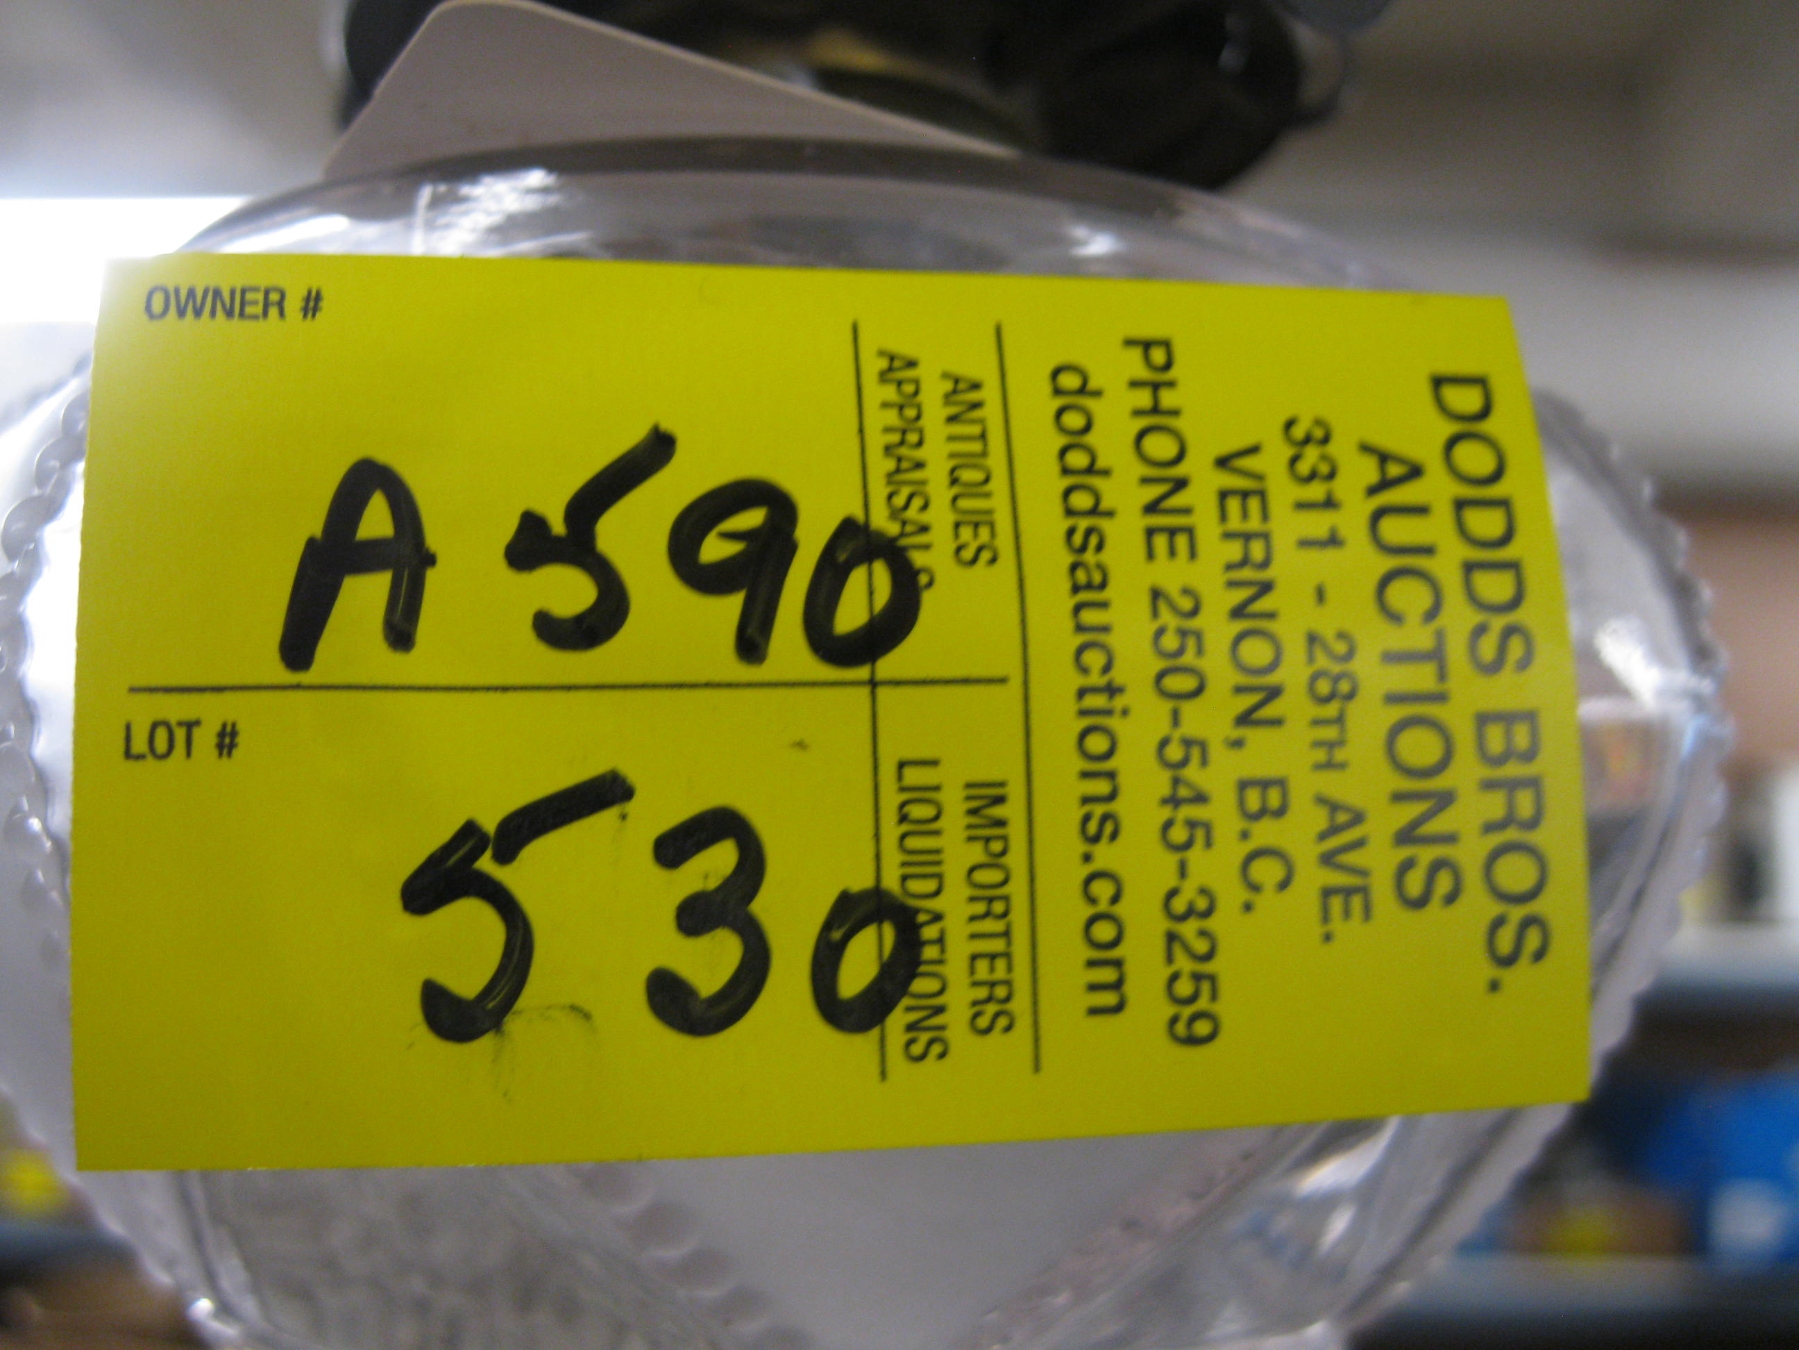 DODDS BROS.
AUCTIONS
3311 - 28TH AVE.
VERNON, B.C.
PHONE 250-545-3259
doddsauctions.com
ANTIQUES
APPRAISALS
IMPORTERS
LIQUIDATIONS
OWNER #
A590
LOT #
530